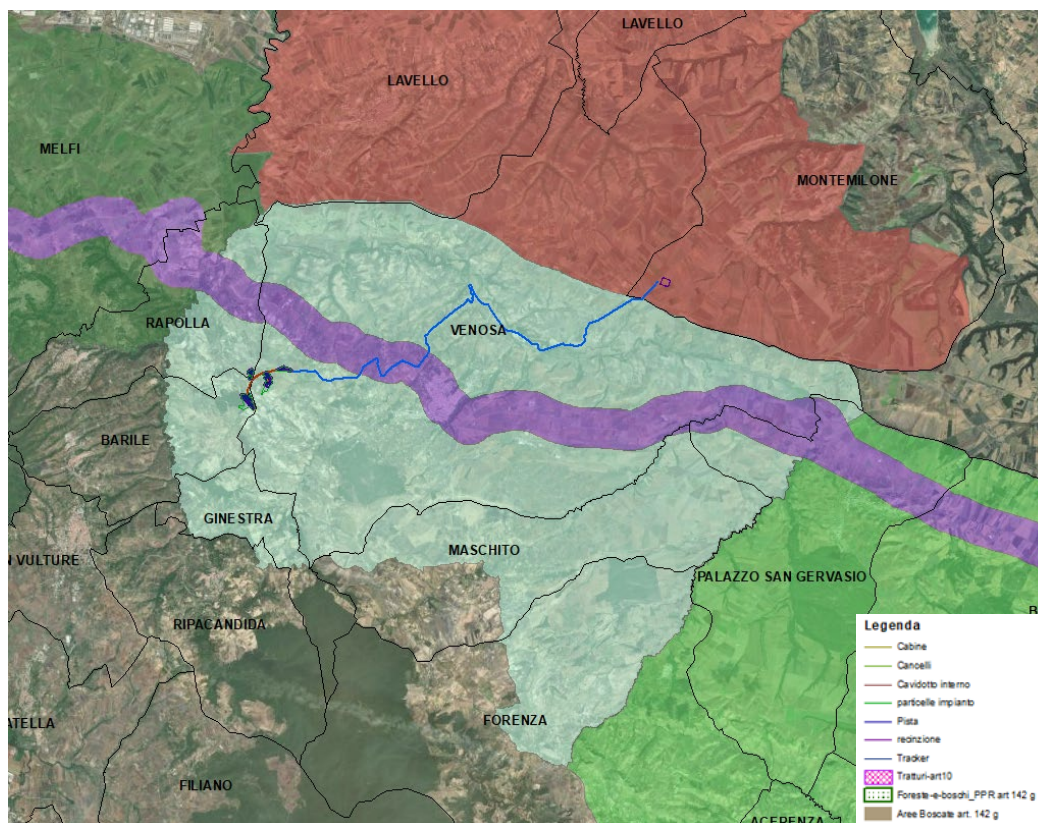 LAVELLO
LAVELLO
MELFI
MONTEMILONE
RAPOLLA
VENOSA
BARILE
GINESTRA
MASCHITO
N VULTURE
PALAZZO SAN GERVASIO
RIPACANDIDA
B
ATELLA
FORENZA
FILIANO
ACERENZA
Legenda
Cabine
Cancelli
Cavidotto interno
particelle impianto
Pista
recinzione
Tracker
Tratturi-art10
Foreste-e-boschi_PPR art 142 g
Aree Boscate art. 142 g